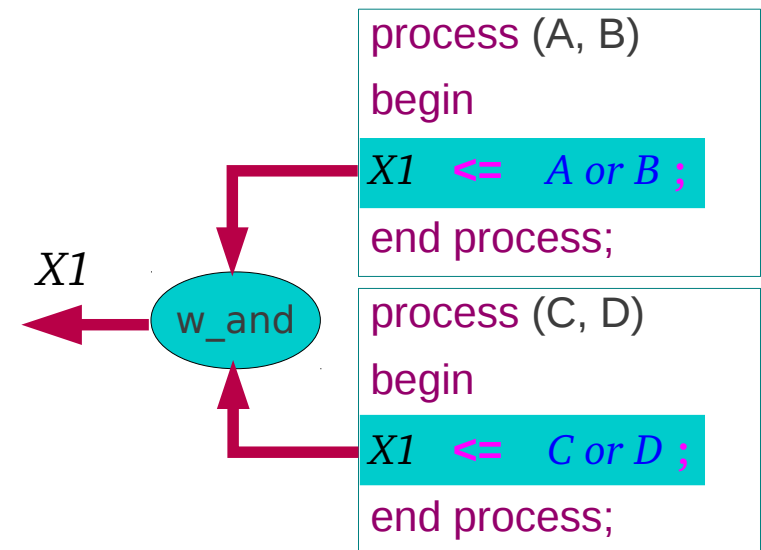 process (A, B)
begin
X1 <= A or B ;
end process;
X1
w_and
process (C, D)
begin
X1 <= C or D ;
end process;